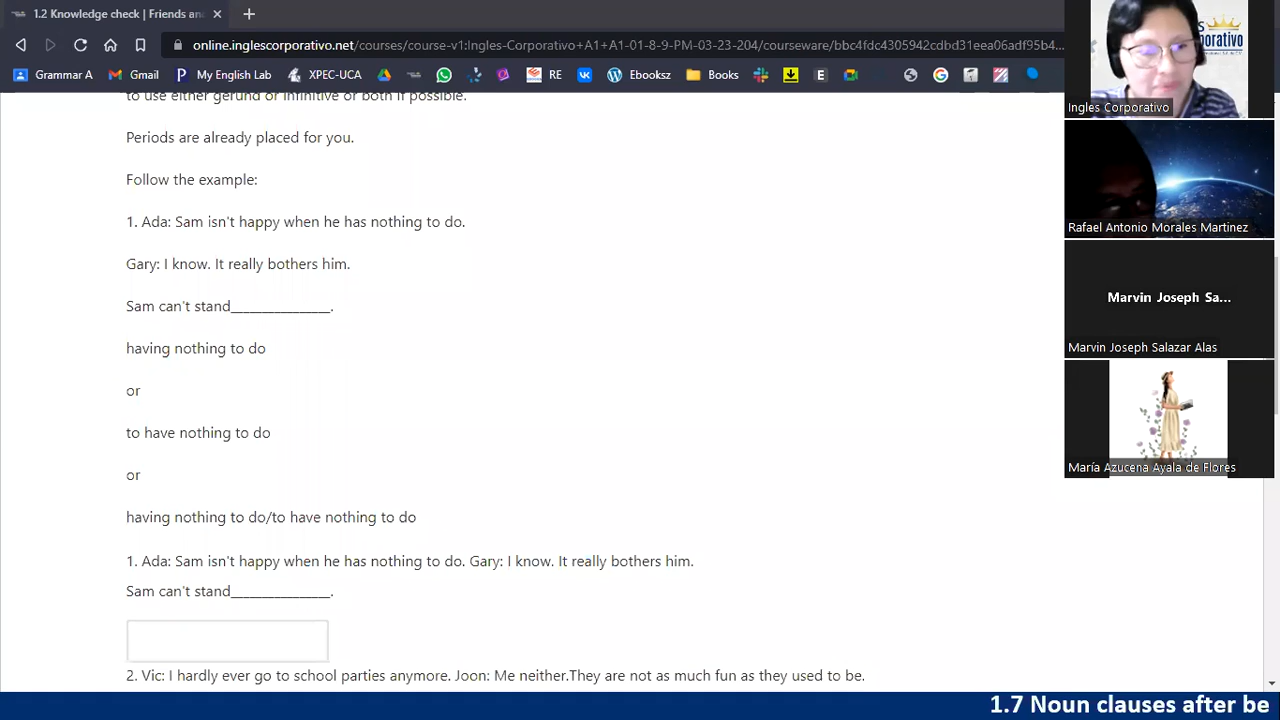 1.2 Knowledge check | Friends an
online.inglescorporativo.net/courses/course-v1:Ingles-Corporativo+A1+A1-01-8-9-PM-03-23-204/courseware/bbc4fdc4305942cdbd31eea06adf95b4...
Grammar A Gmail My English Lab XPEC-UCA RE Ebooksz Books
to use either gerund or infinitive or both if possible.
Periods are already placed for you.
Follow the example:
1. Ada: Sam isn't happy when he has nothing to do.
Gary: I know. It really bothers him.
Sam can't stand_______________.
having nothing to do
or
to have nothing to do
or
having nothing to do/to have nothing to do
1. Ada: Sam isn't happy when he has nothing to do. Gary: I know. It really bothers him.
Sam can't stand_______________.
2. Vic: I hardly ever go to school parties anymore. Joon: Me neither.They are not as much fun as they used to be.
Ingles Corporativo
Rafael Antonio Morales Martinez
Marvin Joseph Sa...
Marvin Joseph Salazar Alas
María Azucena Ayala de Flores
1.7 Noun clauses after be